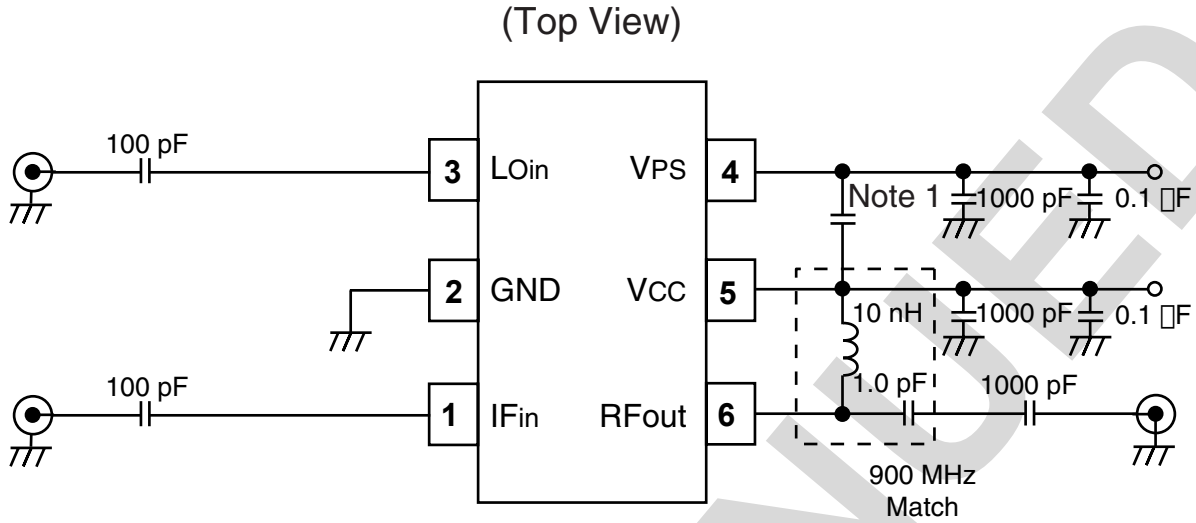 (Top View)
100 pF
3 LOin VPS 4
Note 1 1000 pF 0.1 □F
2 GND VCC 5
10 nH 1000 pF 0.1 □F
100 pF
1.0 pF 1000 pF
1 IFin RFout 6
900 MHz
Match
NUED